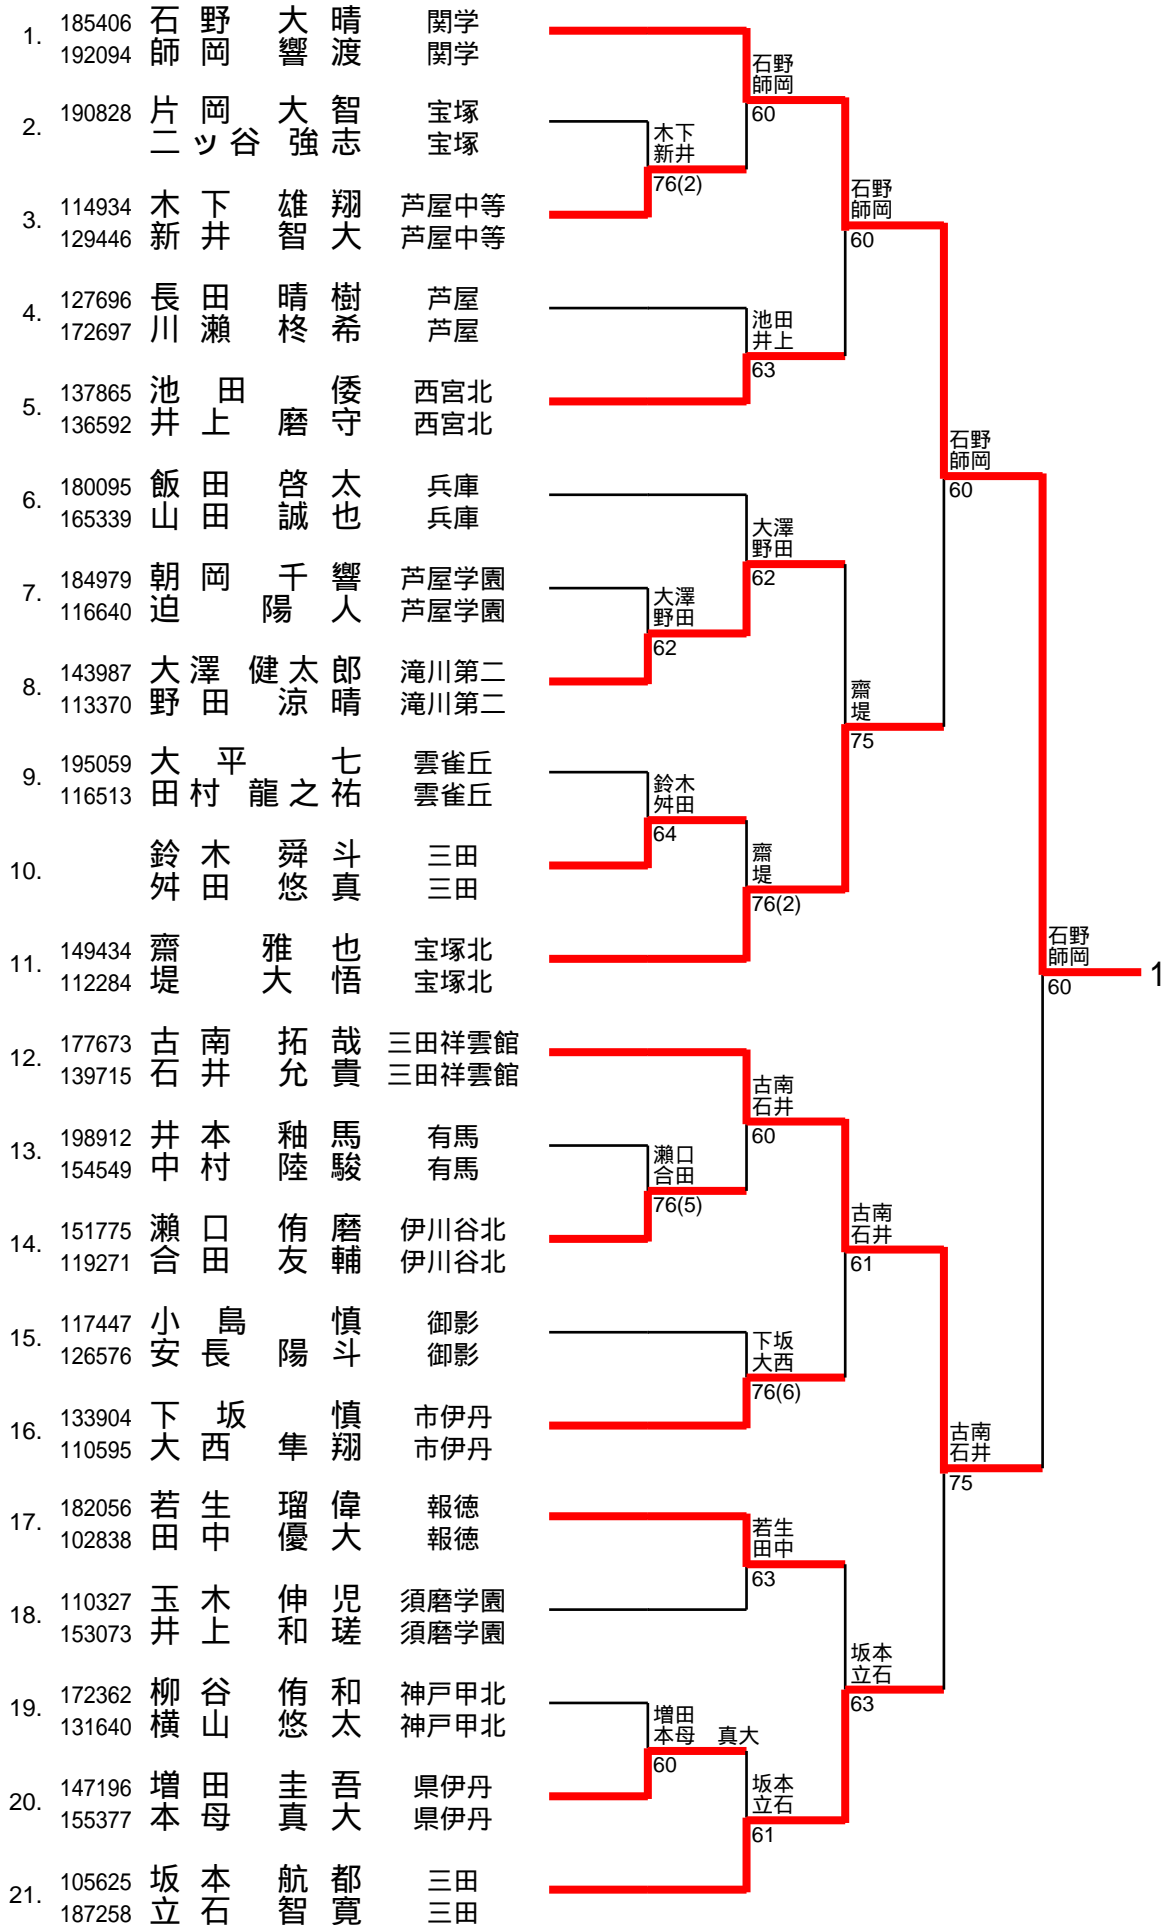 1. 185406 石野 大晴 関学
192094 師岡 響渡 関学
2. 190828 片岡 大智 宝塚
二ッ谷 強志 宝塚
3. 114934 木下 雄翔 芦屋中等
129446 新井 智大 芦屋中等
4. 127696 長田 晴樹 芦屋
172697 川瀬 柊希 芦屋
5. 137865 池田 倭 西宮北
136592 井上 磨守 西宮北
6. 180095 飯田 啓太 兵庫
165339 山田 誠也 兵庫
7. 184979 朝岡 千響 芦屋学園
116640 迫 陽人 芦屋学園
8. 143987 大澤 健太郎 滝川第二
113370 野田 涼晴 滝川第二
9. 195059 大平 七 雲雀丘
116513 田村 龍之祐 雲雀丘
10. 鈴木 舜斗 三田
舛田 悠真 三田
11. 149434 齋 雅也 宝塚北
112284 堤 大悟 宝塚北
12. 177673 古南 拓哉 三田祥雲館
139715 石井 允貴 三田祥雲館
13. 198912 井本 釉馬 有馬
154549 中村 陸駿 有馬
14. 151775 瀬口 侑磨 伊川谷北
119271 合田 友輔 伊川谷北
15. 117447 小島 慎 御影
126576 安長 陽斗 御影
16. 133904 下坂 慎 市伊丹
110595 大西 隼翔 市伊丹
17. 182056 若生 瑠偉 報徳
102838 田中 優大 報徳
18. 110327 玉木 伸児 須磨学園
153073 井上 和瑳 須磨学園
19. 172362 柳谷 侑和 神戸甲北
131640 横山 悠太 神戸甲北
20. 147196 増田 圭吾 県伊丹
155377 本母 真大 県伊丹
21. 105625 坂本 航都 三田
187258 立石 智寛 三田
木下
新井
76(2)
大澤
野田
62
鈴木
舛田
64
瀬口
合田
76(5)
増田
本母 真大
60
石野
師岡
60
池田
井上
63
大澤
野田
62
齋
堤
76(2)
古南
石井
60
下坂
大西
76(6)
若生
田中
63
坂本
立石
61
石野
師岡
60
齋
堤
75
古南
石井
61
坂本
立石
63
石野
師岡
60
古南
石井
75
石野
師岡
60
1